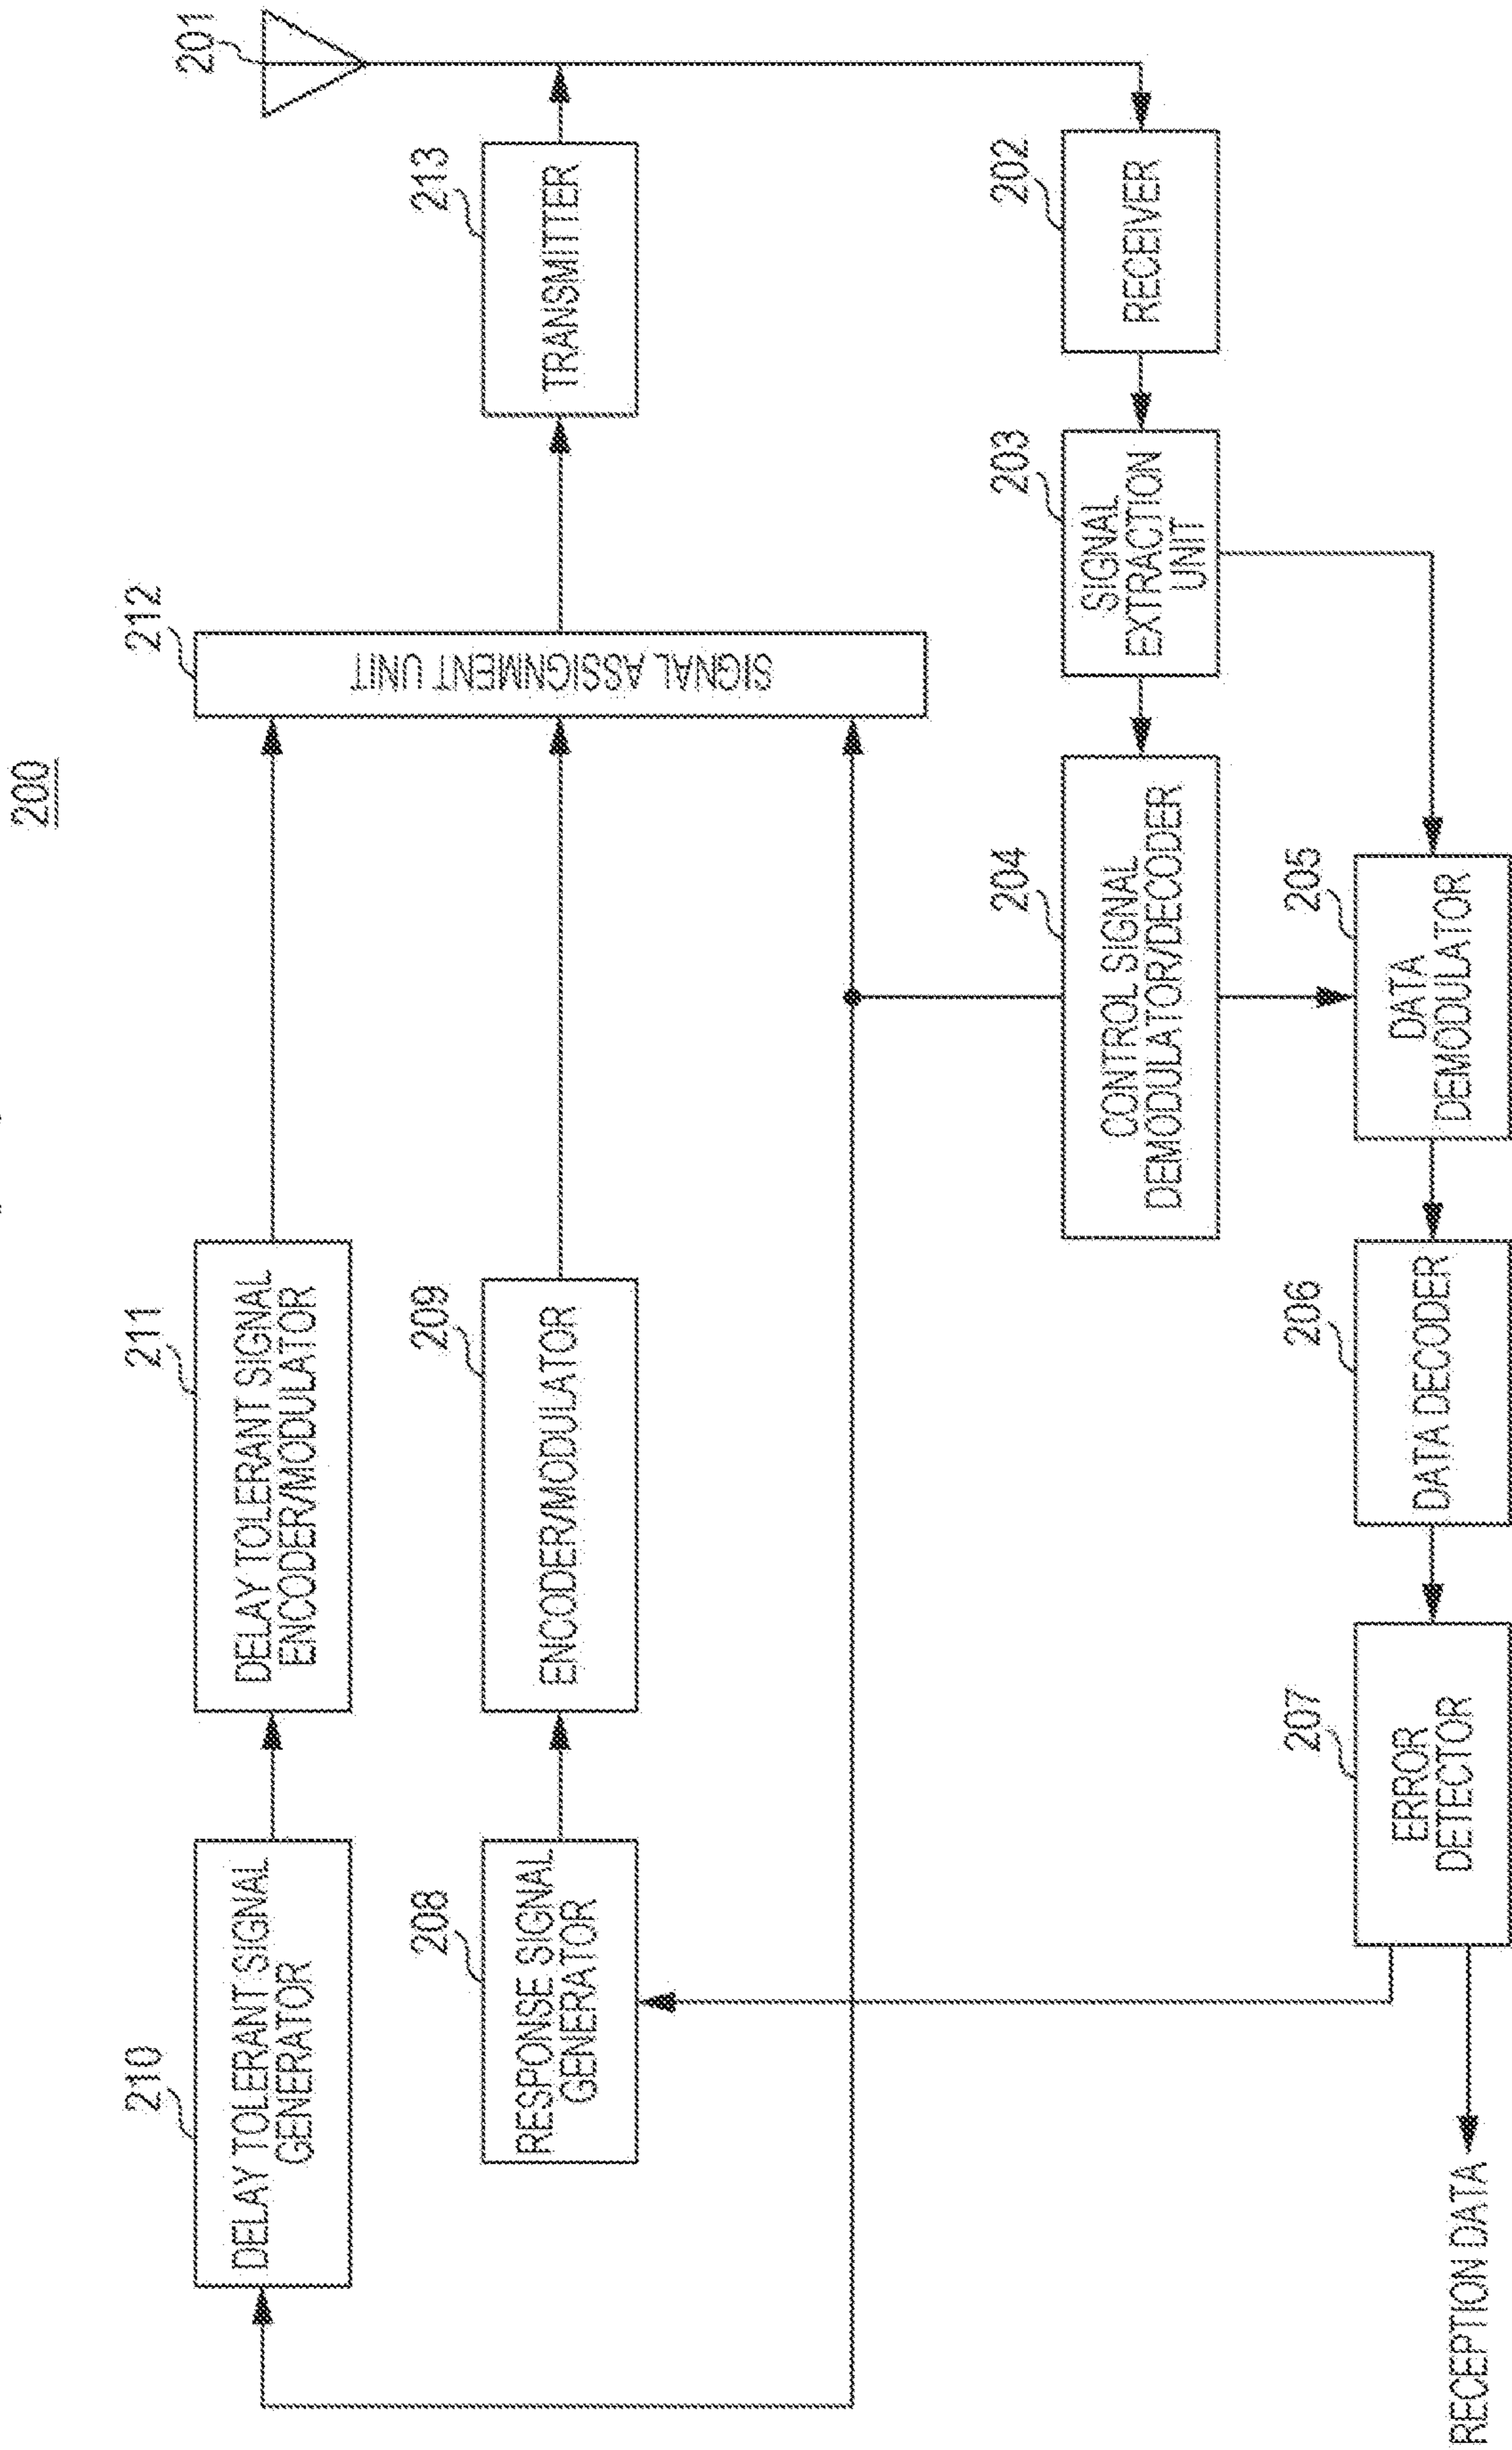 200
210
DELAY TOLERANT SIGNAL
GENERATOR
211
DELAY TOLERANT SIGNAL
ENCODER/MODULATOR
212
SIGNAL ASSIGNMENT UNIT
201
208
RESPONSE SIGNAL
GENERATOR
209
ENCODER/MODULATOR
213
TRANSMITTER
204
CONTROL SIGNAL
DEMODULATOR/DECODER
203
SIGNAL
EXTRACTION
UNIT
202
RECEIVER
207
ERROR
DETECTOR
206
DATA DECODER
205
DATA
DEMODULATOR
RECEPTION DATA